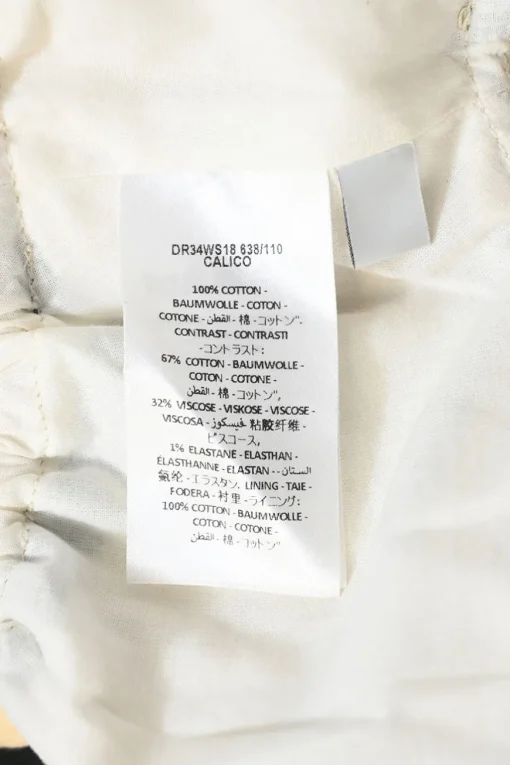 DR34WS18 638/110
CALICO
100% COTTON -
BAUMWOLLE - COTON -
COTONE - القطن - 棉 - コットン".
CONTRAST - CONTRASTI
- コントラスト:
67% COTTON - BAUMWOLLE -
COTON - COTONE -
القطن - 棉 - コットン",
32% VISCOSE - VISKOSE - VISCOSE -
VISCOSA - فيسكوز 粘胶纤维 -
ビスコース,
1% ELASTANE - ELASTHAN -
ÉLASTHANNE - ELASTAN - - الستان
氨纶 - エラスタン, LINING - TAIE -
FODERA - 衬里 - ライニング:
100% COTTON - BAUMWOLLE -
COTON - COTONE -
القطن - 棉 - コットン"